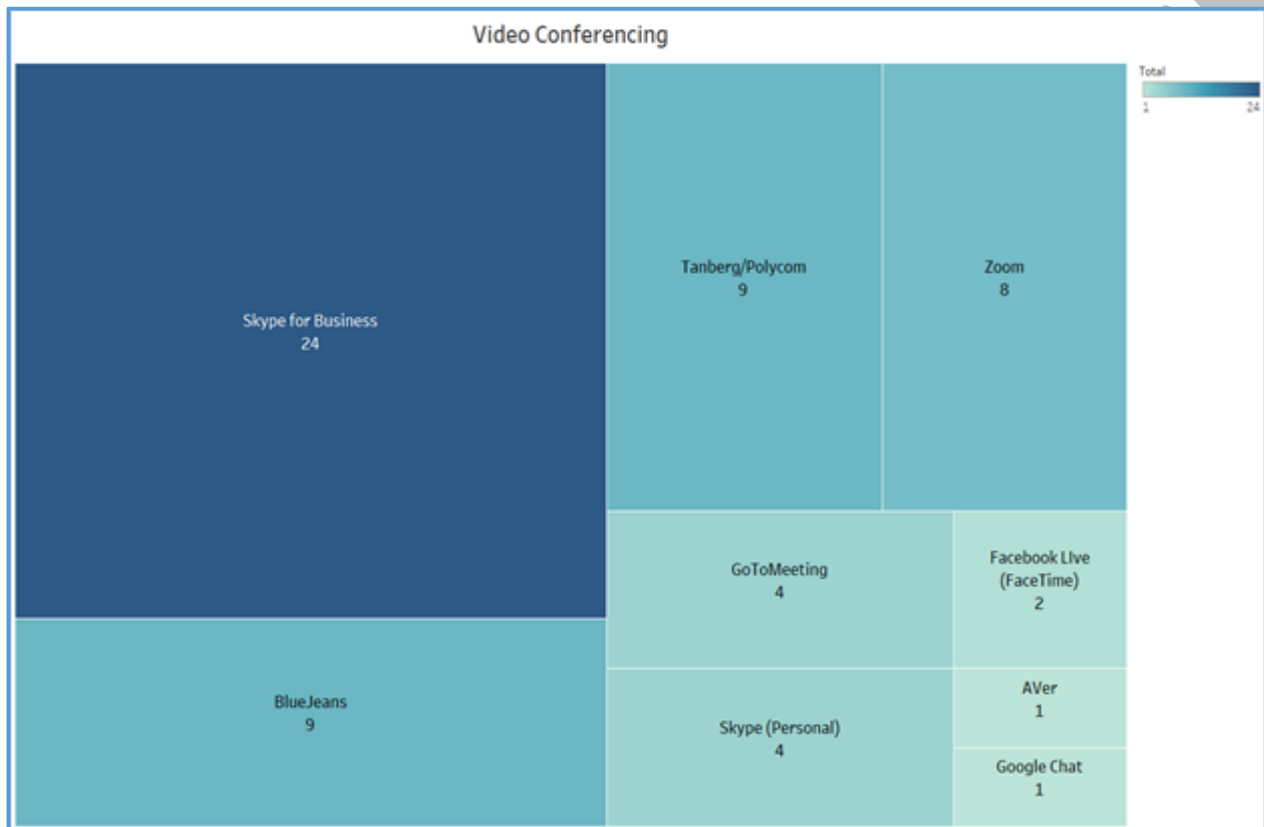 Video Conferencing
Total
1 24
Skype for Business
24
Tanberg/Polycom
9
Zoom
8
BlueJeans
9
GoToMeeting
4
Facebook LIve
(FaceTime)
2
Skype (Personal)
4
AVer
1
Google Chat
1